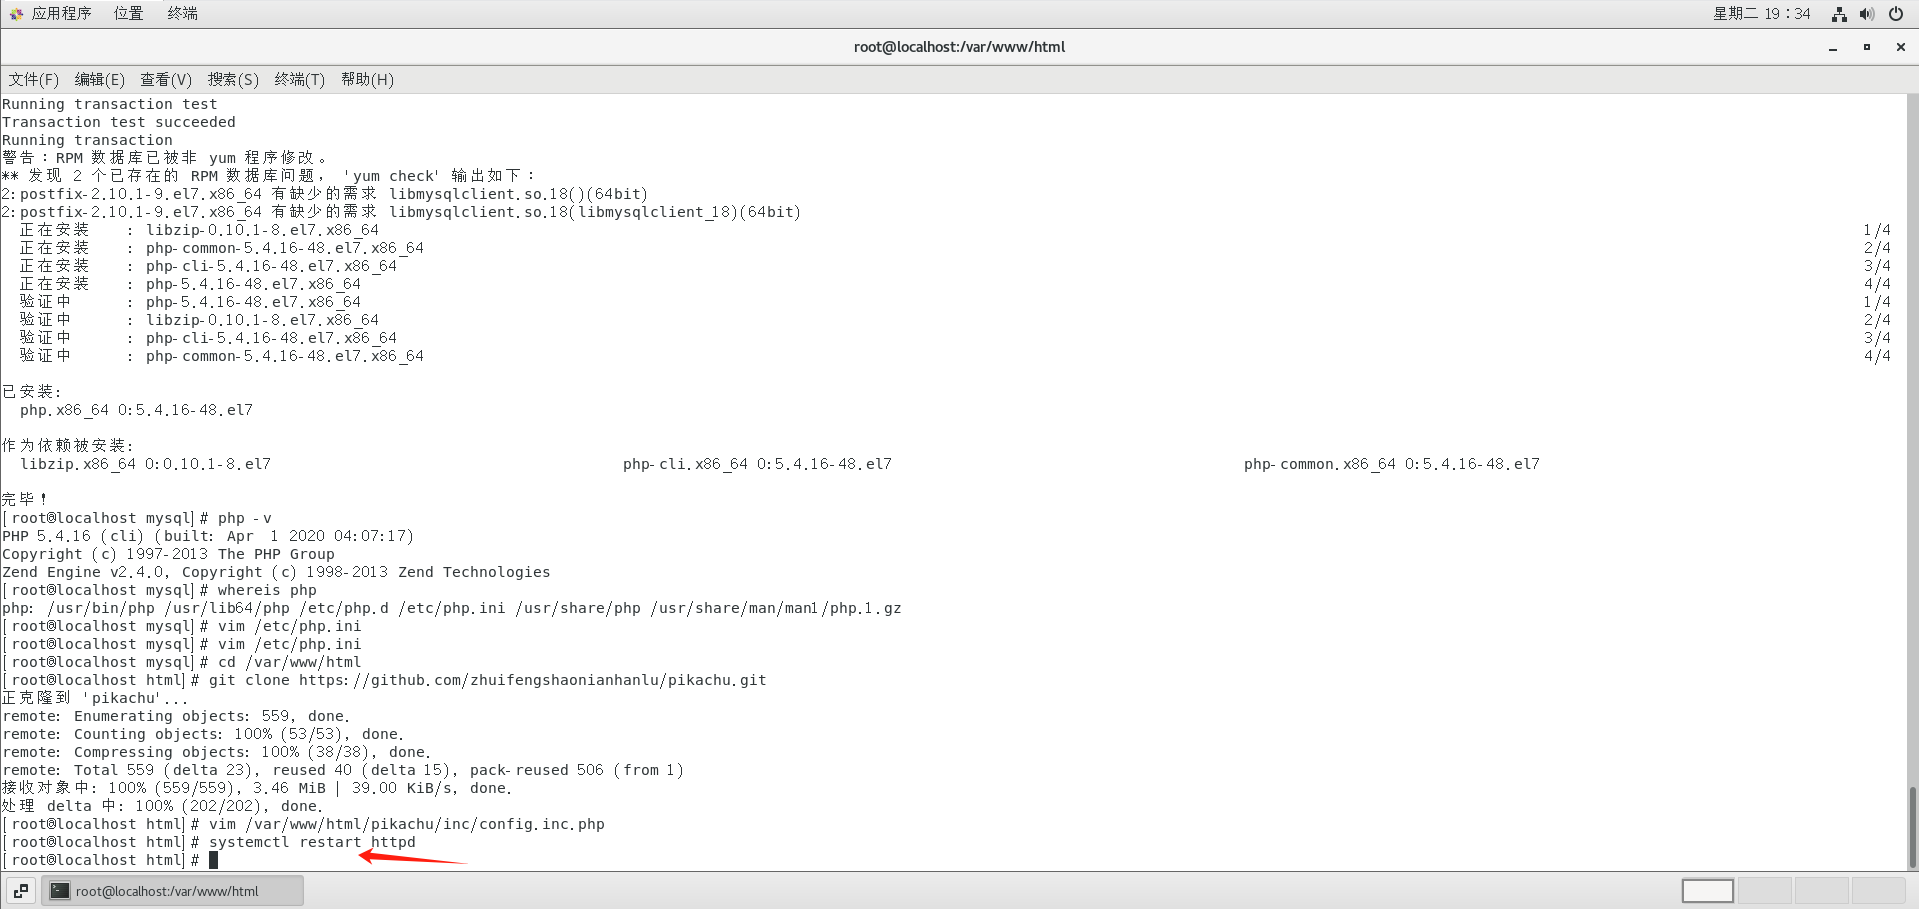 应用程序 位置 终端 星期二 19：34
root@localhost:/var/www/html
文件(F) 编辑(E) 查看(V) 搜索(S) 终端(T) 帮助(H)
Running transaction test
Transaction test succeeded
Running transaction
警告：RPM 数据库已被非 yum 程序修改。
** 发现 2 个已存在的 RPM 数据库问题， 'yum check' 输出如下：
2:postfix-2.10.1-9.el7.x86_64 有缺少的需求 libmysqlclient.so.18()(64bit)
2:postfix-2.10.1-9.el7.x86_64 有缺少的需求 libmysqlclient.so.18(libmysqlclient_18)(64bit)
正在安装 : libzip-0.10.1-8.el7.x86_64 1/4
正在安装 : php-common-5.4.16-48.el7.x86_64 2/4
正在安装 : php-cli-5.4.16-48.el7.x86_64 3/4
正在安装 : php-5.4.16-48.el7.x86_64 4/4
验证中 : php-5.4.16-48.el7.x86_64 1/4
验证中 : libzip-0.10.1-8.el7.x86_64 2/4
验证中 : php-cli-5.4.16-48.el7.x86_64 3/4
验证中 : php-common-5.4.16-48.el7.x86_64 4/4
已安装:
php.x86_64 0:5.4.16-48.el7
作为依赖被安装:
libzip.x86_64 0:0.10.1-8.el7 php-cli.x86_64 0:5.4.16-48.el7 php-common.x86_64 0:5.4.16-48.el7
完毕！
[root@localhost mysql]# php -v
PHP 5.4.16 (cli) (built: Apr  1 2020 04:07:17)
Copyright (c) 1997-2013 The PHP Group
Zend Engine v2.4.0, Copyright (c) 1998-2013 Zend Technologies
[root@localhost mysql]# whereis php
php: /usr/bin/php /usr/lib64/php /etc/php.d /etc/php.ini /usr/share/php /usr/share/man/man1/php.1.gz
[root@localhost mysql]# vim /etc/php.ini
[root@localhost mysql]# vim /etc/php.ini
[root@localhost mysql]# cd /var/www/html
[root@localhost html]# git clone https://github.com/zhuifengshaonianhanlu/pikachu.git
正克隆到 'pikachu'...
remote: Enumerating objects: 559, done.
remote: Counting objects: 100% (53/53), done.
remote: Compressing objects: 100% (38/38), done.
remote: Total 559 (delta 23), reused 40 (delta 15), pack-reused 506 (from 1)
接收对象中: 100% (559/559), 3.46 MiB | 39.00 KiB/s, done.
处理 delta 中: 100% (202/202), done.
[root@localhost html]# vim /var/www/html/pikachu/inc/config.inc.php
[root@localhost html]# systemctl restart httpd
[root@localhost html]#
root@localhost:/var/www/html